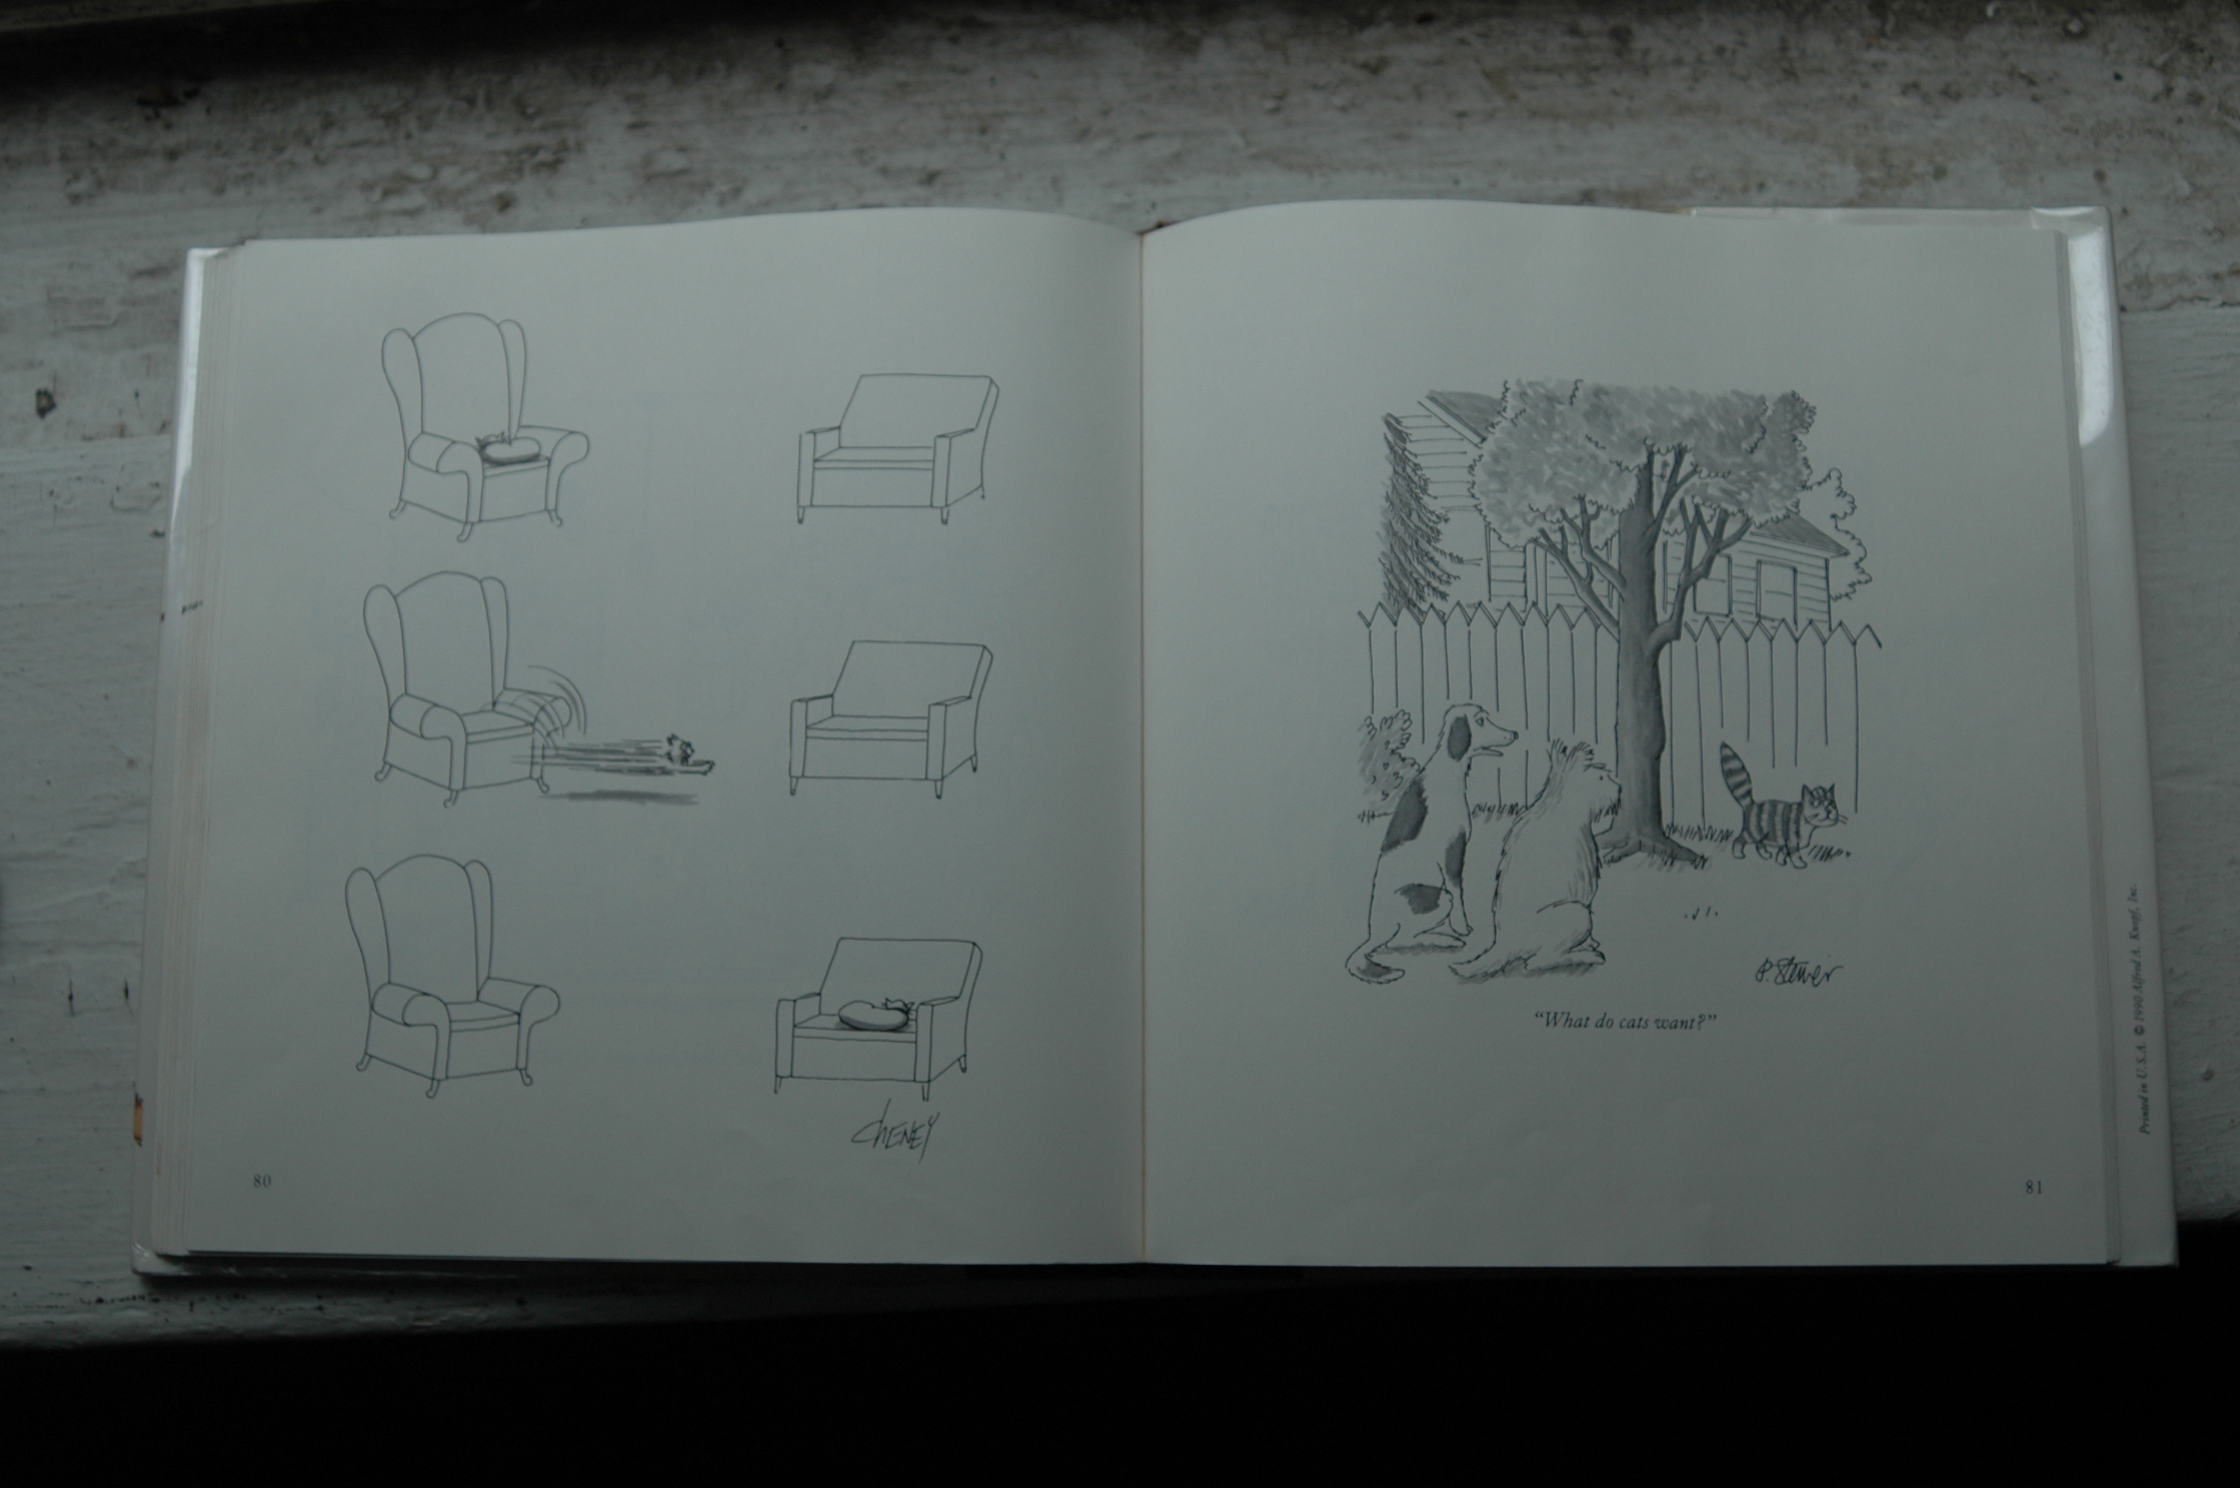 CHENEY
80
P. Steiner
"What do cats want?"
81
Printed in U.S.A. © 1990 Alfred A. Knopf, Inc.